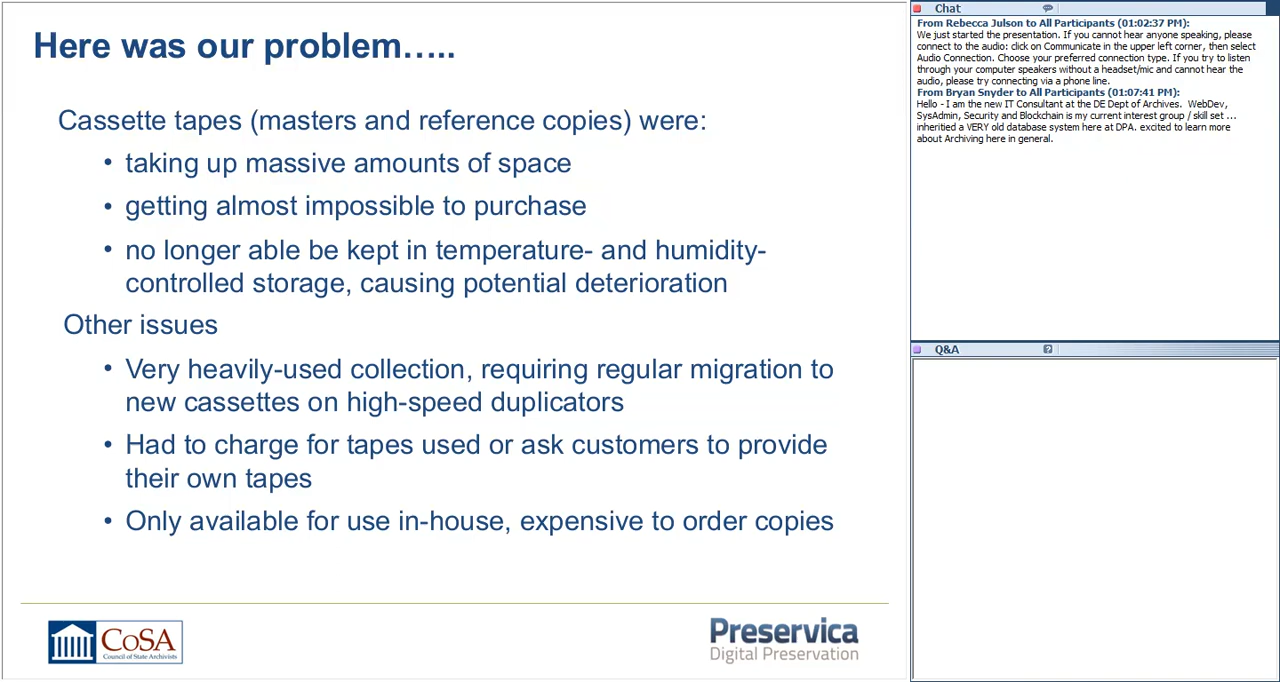 Here was our problem…..
Cassette tapes (masters and reference copies) were:
• taking up massive amounts of space
• getting almost impossible to purchase
• no longer able be kept in temperature- and humidity-
controlled storage, causing potential deterioration
Other issues
• Very heavily-used collection, requiring regular migration to
new cassettes on high-speed duplicators
• Had to charge for tapes used or ask customers to provide
their own tapes
• Only available for use in-house, expensive to order copies
CoSA
Council of State Archivists
Preservica
Digital Preservation
Chat
From Rebecca Julson to All Participants (01:02:37 PM):
We just started the presentation. If you cannot hear anyone speaking, please
connect to the audio: click on Communicate in the upper left corner, then select
Audio Connection. Choose your preferred connection type. If you try to listen
through your computer speakers without a headset/mic and cannot hear the
audio, please try connecting via a phone line.
From Bryan Snyder to All Participants (01:07:41 PM):
Hello - I am the new IT Consultant at the DE Dept of Archives. WebDev,
SysAdmin, Security and Blockchain is my current interest group / skill set ...
inheritied a VERY old database system here at DPA. excited to learn more
about Archiving here in general.
Q&A